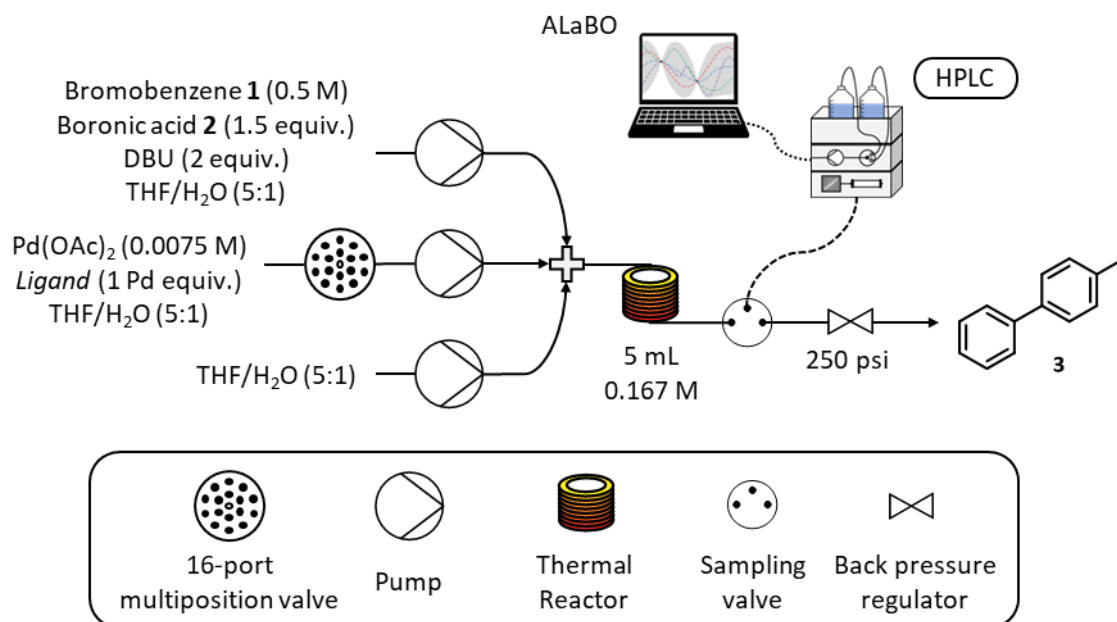 ALaBO
HPLC
Bromobenzene 1 (0.5 M)
Boronic acid 2 (1.5 equiv.)
DBU (2 equiv.)
THF/H₂O (5:1)
Pd(OAc)₂ (0.0075 M)
Ligand (1 Pd equiv.)
THF/H₂O (5:1)
THF/H₂O (5:1)
5 mL
0.167 M
250 psi
3
16-port
multiposition valve
Pump
Thermal
Reactor
Sampling
valve
Back pressure
regulator